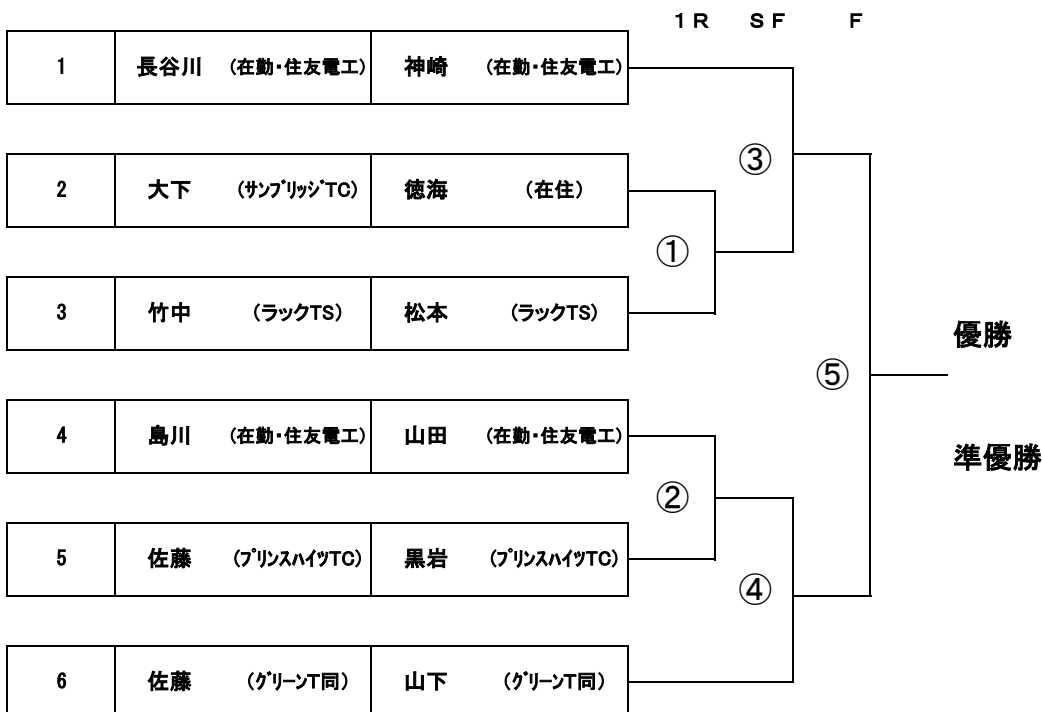 1R SF F
1 長谷川 (在勤・住友電工) 神崎 (在勤・住友電工)
③
2 大下 (サンブリッジTC) 徳海 (在住)
①
3 竹中 (ラックTS) 松本 (ラックTS)
優勝
⑤
4 島川 (在勤・住友電工) 山田 (在勤・住友電工)
準優勝
②
5 佐藤 (プリンスハイツTC) 黒岩 (プリンスハイツTC)
④
6 佐藤 (グリーンT同) 山下 (グリーンT同)